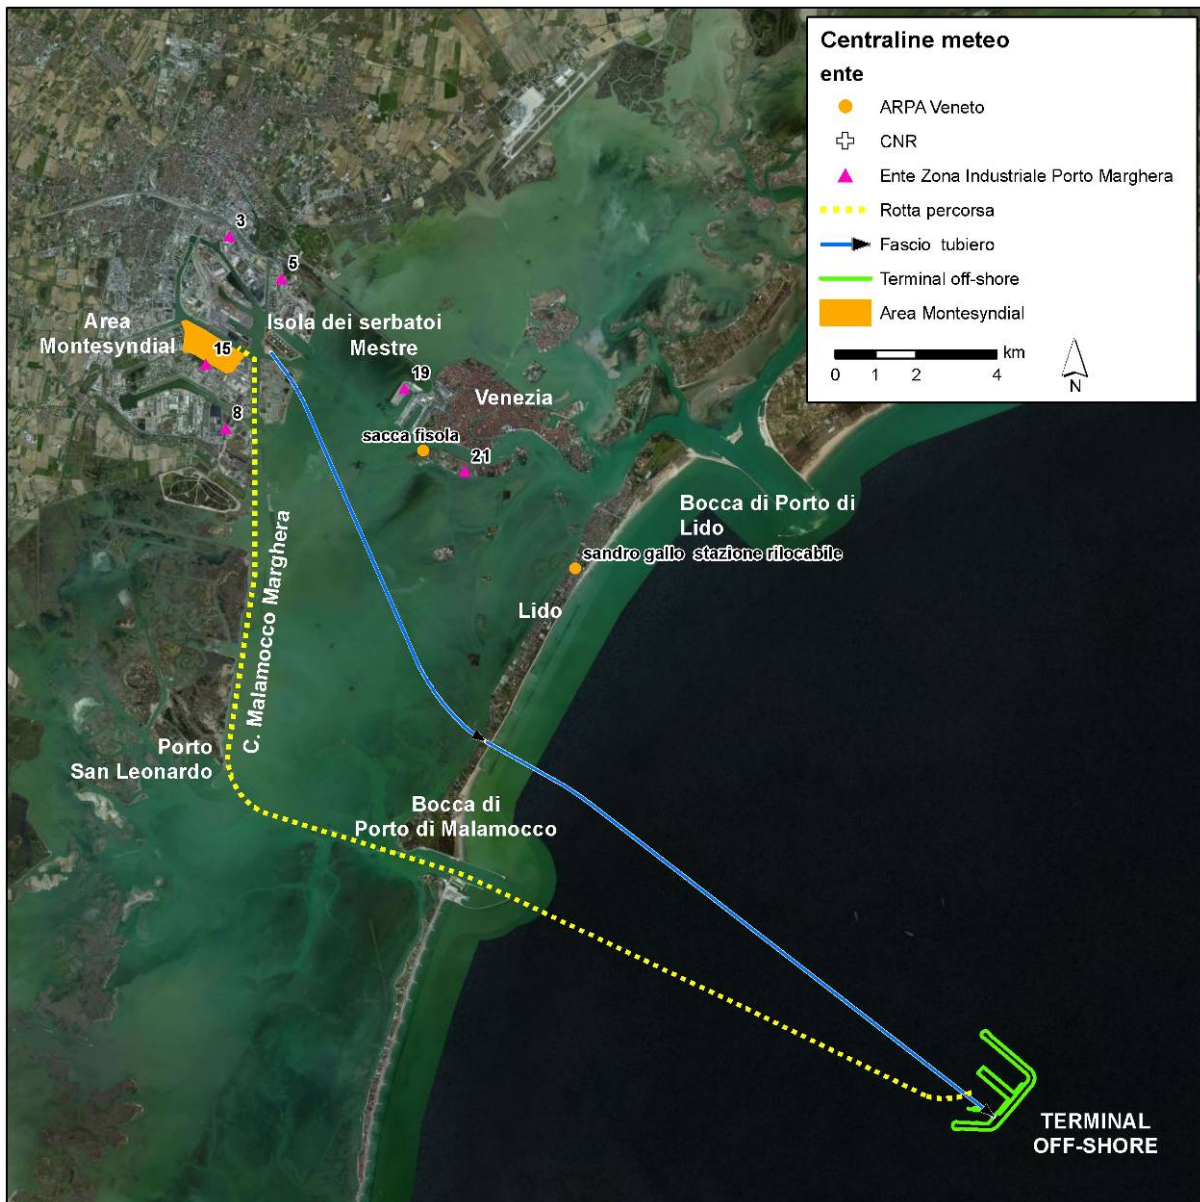 Centraline meteo
ente
ARPA Veneto
CNR
Ente Zona Industriale Porto Marghera
Rotta percorsa
Fascio tubiero
Terminal off-shore
Area Montesyndial
km
0 1 2 4
N
3
5
Area
Montesyndial
15
Isola dei serbatoi
Mestre
19
Venezia
8
sacca fisola
21
Bocca di Porto di
Lido
sandro gallo stazione rilocabile
Lido
C. Malamocco Marghera
Porto
San Leonardo
Bocca di
Porto di Malamocco
TERMINAL
OFF-SHORE